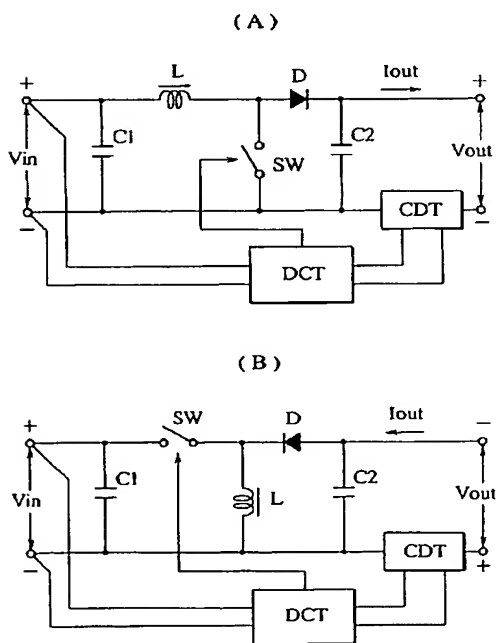 (A)
L
D
Iout
+
+
C1
C2
Vin
SW
Vout
−
CDT
−
DCT
(B)
SW
D
Iout
+
−
C1
C2
Vin
L
Vout
−
CDT
+
DCT